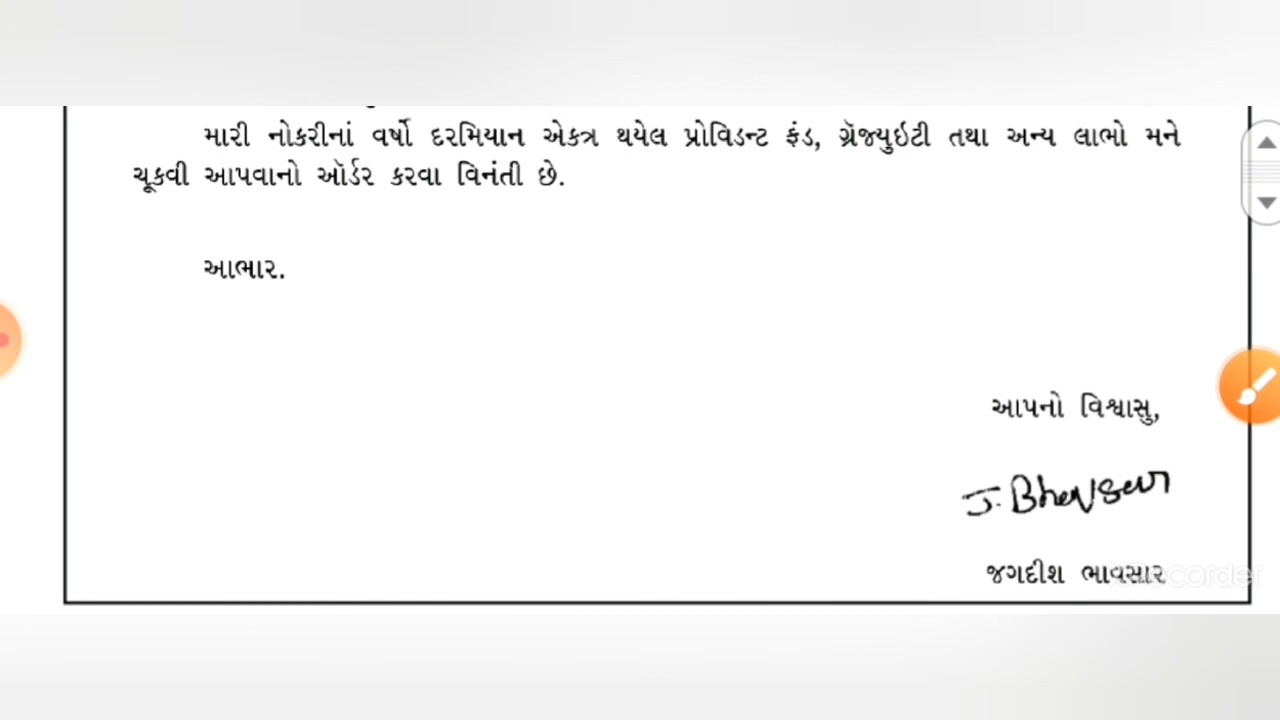 મારી નોકરીનાં વર્ષો દરમિયાન એકત્ર થયેલ પ્રોવિડન્ટ ફંડ, ગ્રૅજ્યુઇટી તથા અન્ય લાભો મને
ચૂકવી આપવાનો ઑર્ડર કરવા વિનંતી છે.
આભાર.
આપનો વિશ્વાસુ,
J. Bhavsar
જગદીશ ભાવસાર